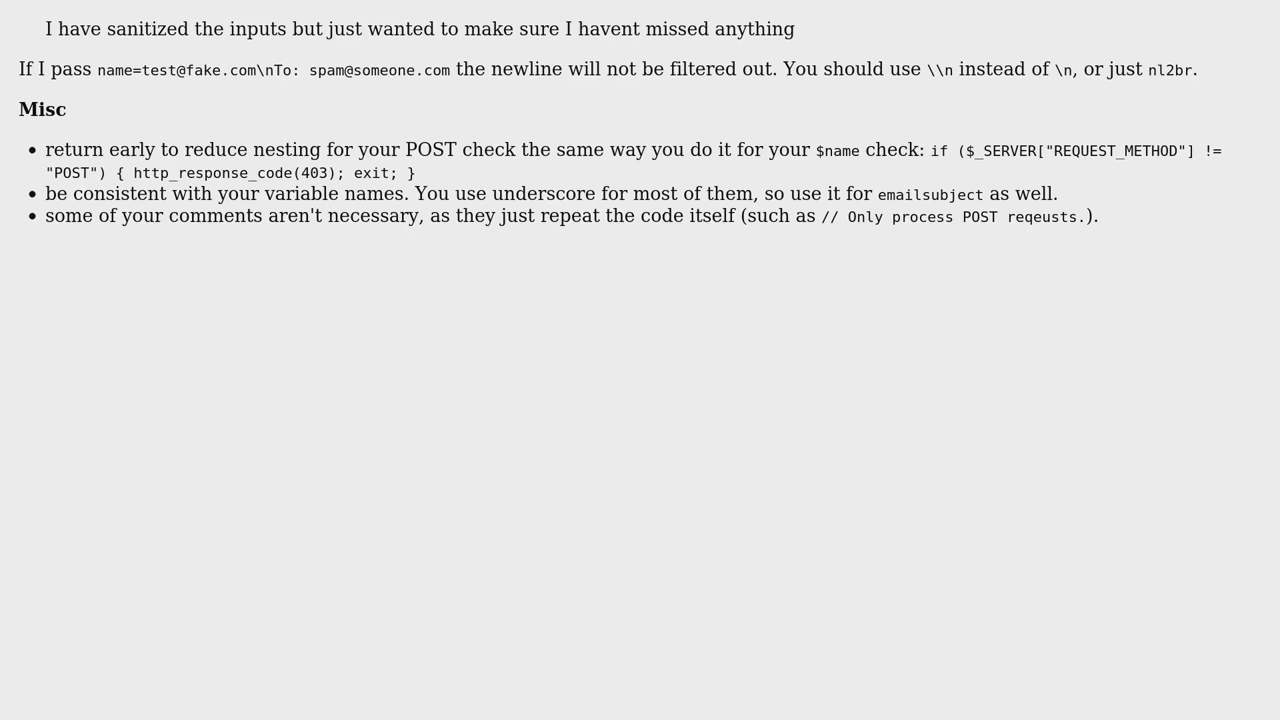 I have sanitized the inputs but just wanted to make sure I havent missed anything
If I pass name=test@fake.com\nTo: spam@someone.com the newline will not be filtered out. You should use \\n instead of \n, or just nl2br.
Misc
• return early to reduce nesting for your POST check the same way you do it for your $name check: if ($_SERVER["REQUEST_METHOD"] !=
"POST") { http_response_code(403); exit; }
• be consistent with your variable names. You use underscore for most of them, so use it for emailsubject as well.
• some of your comments aren't necessary, as they just repeat the code itself (such as // Only process POST reqeusts.).